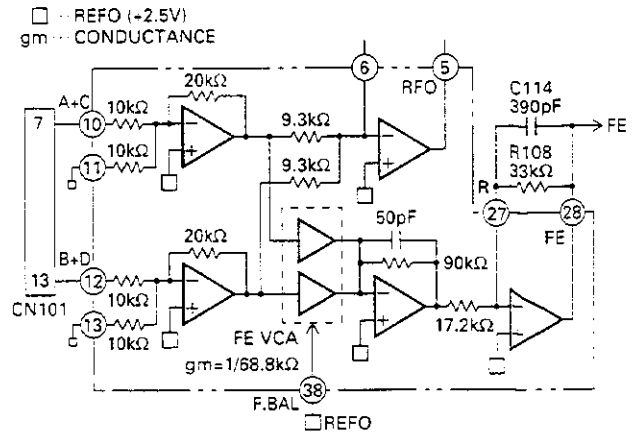 REFO (+2.5V)
gm ··· CONDUCTANCE
6
5
RFO
C114
390pF
FE
R108
33kΩ
R
27
28
FE
A+C
7
10
10kΩ
20kΩ
11
10kΩ
9.3kΩ
9.3kΩ
50pF
90kΩ
B+D
13
12
10kΩ
20kΩ
CN101
13
10kΩ
FE VCA
gm=1/68.8kΩ
17.2kΩ
F.BAL
38
REFO